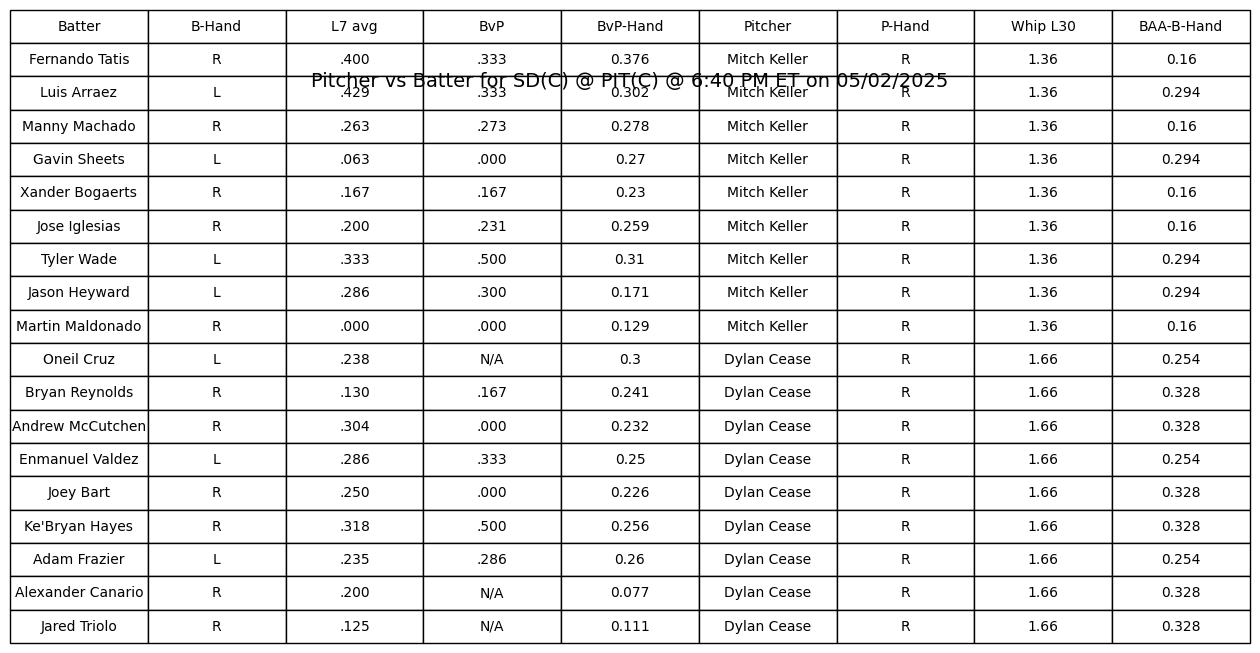 Batter B-Hand L7 avg BvP BvP-Hand Pitcher P-Hand Whip L30 BAA-B-Hand
Fernando Tatis R .400 .333 0.376 Mitch Keller R 1.36 0.16
Pitcher vs Batter for SD(C) @ PIT(C) @ 6:40 PM ET on 05/02/2025
Luis Arraez L .429 .333 0.302 Mitch Keller R 1.36 0.294
Manny Machado R .263 .273 0.278 Mitch Keller R 1.36 0.16
Gavin Sheets L .063 .000 0.27 Mitch Keller R 1.36 0.294
Xander Bogaerts R .167 .167 0.23 Mitch Keller R 1.36 0.16
Jose Iglesias R .200 .231 0.259 Mitch Keller R 1.36 0.16
Tyler Wade L .333 .500 0.31 Mitch Keller R 1.36 0.294
Jason Heyward L .286 .300 0.171 Mitch Keller R 1.36 0.294
Martin Maldonado R .000 .000 0.129 Mitch Keller R 1.36 0.16
Oneil Cruz L .238 N/A 0.3 Dylan Cease R 1.66 0.254
Bryan Reynolds R .130 .167 0.241 Dylan Cease R 1.66 0.328
Andrew McCutchen R .304 .000 0.232 Dylan Cease R 1.66 0.328
Enmanuel Valdez L .286 .333 0.25 Dylan Cease R 1.66 0.254
Joey Bart R .250 .000 0.226 Dylan Cease R 1.66 0.328
Ke'Bryan Hayes R .318 .500 0.256 Dylan Cease R 1.66 0.328
Adam Frazier L .235 .286 0.26 Dylan Cease R 1.66 0.254
Alexander Canario R .200 N/A 0.077 Dylan Cease R 1.66 0.328
Jared Triolo R .125 N/A 0.111 Dylan Cease R 1.66 0.328